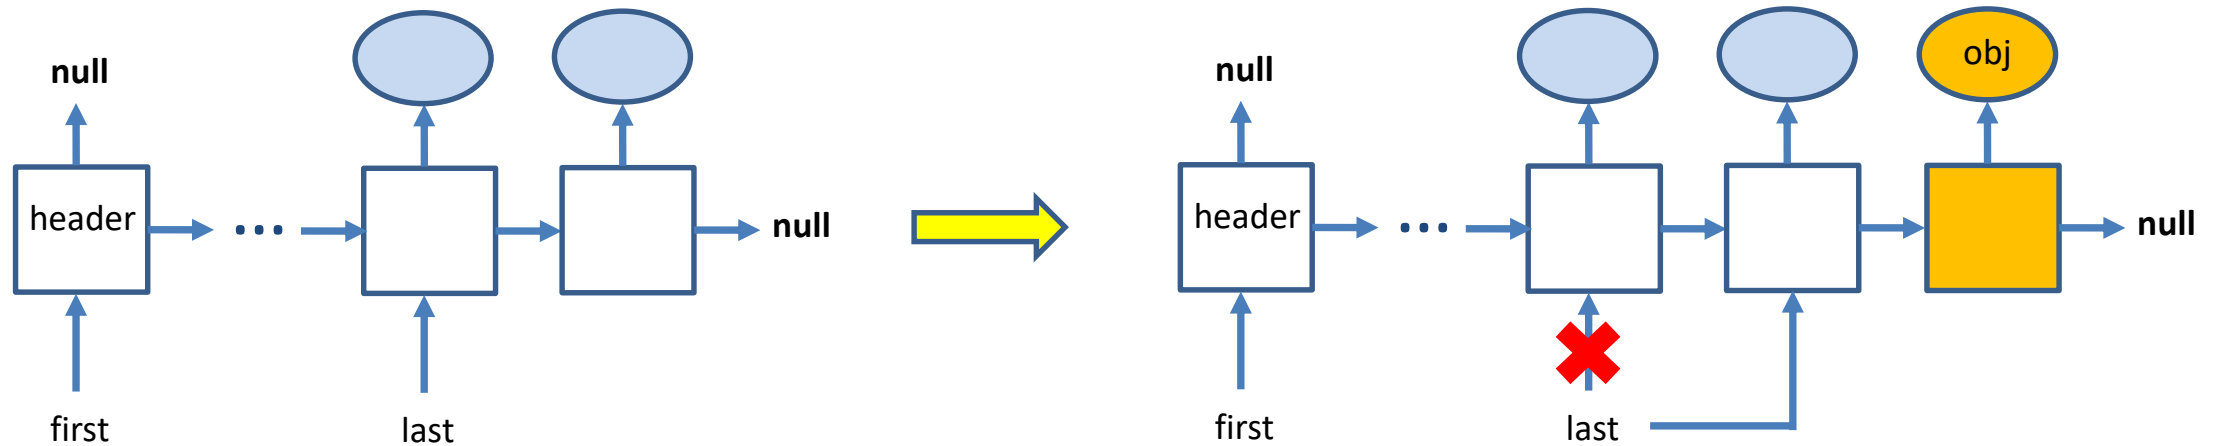 null
header
...
null
first
last
null
obj
header
...
null
first
last